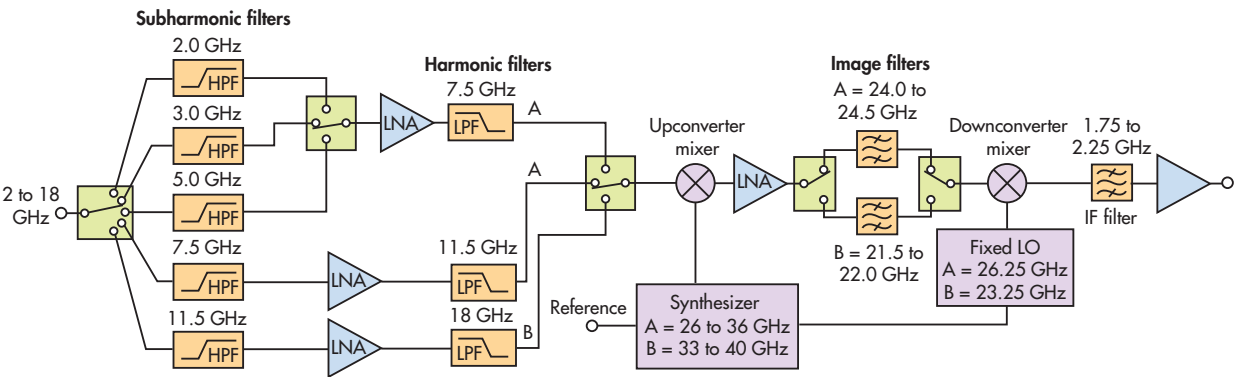 Subharmonic filters
2.0 GHz
HPF
3.0 GHz
HPF
5.0 GHz
HPF
7.5 GHz
HPF
11.5 GHz
HPF
2 to 18
GHz
LNA
Harmonic filters
7.5 GHz
LPF
A
A
LNA
11.5 GHz
LPF
LNA
18 GHz
LPF
B
Upconverter
mixer
LNA
Reference
Synthesizer
A = 26 to 36 GHz
B = 33 to 40 GHz
Image filters
A = 24.0 to
24.5 GHz
B = 21.5 to
22.0 GHz
Downconverter
mixer
Fixed LO
A = 26.25 GHz
B = 23.25 GHz
1.75 to
2.25 GHz
IF filter